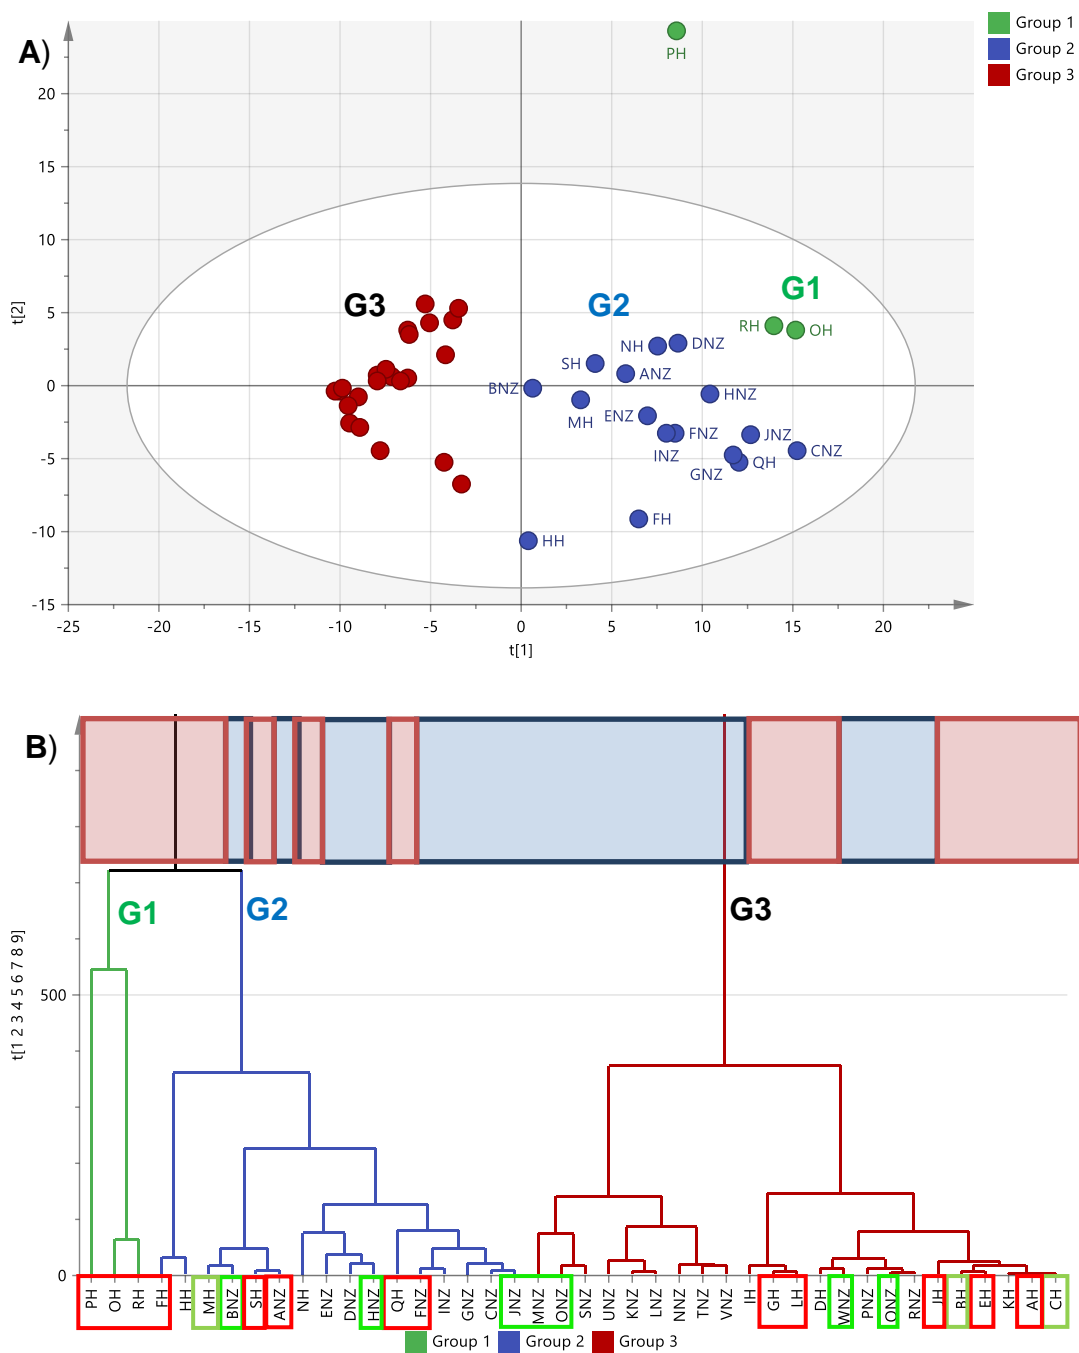 A)
Group 1
Group 2
Group 3
PH
20
15
10
5
0
-5
-10
-15
t[2]
G3
G2
G1
RH
OH
NH
DNZ
SH
ANZ
BNZ
HNZ
MH
ENZ
FNZ
JNZ
INZ
CNZ
QH
GNZ
FH
HH
-25 -20 -15 -10 -5 0 5 10 15 20
t[1]
B)
G1
G2
G3
t[1 2 3 4 5 6 7 8 9]
500
0
PH OH RH FH HH MH BNZ SH ANZ NH ENZ DNZ HNZ QH FNZ INZ GNZ CNZ JNZ MNZ ONZ SNZ UNZ KNZ LNZ NNZ TNZ VNZ IH GH LH DH WNZ PNZ QNZ RNZ JH BH EH KH AH CH
Group 1 Group 2 Group 3